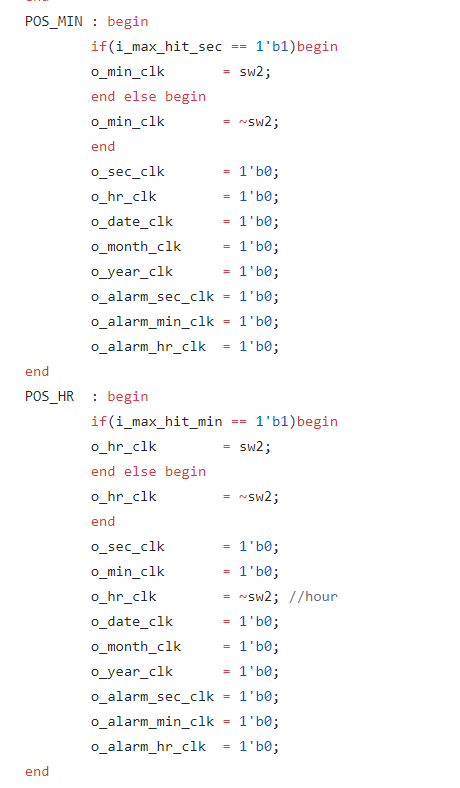 end
POS_MIN : begin
        if(i_max_hit_sec == 1'b1)begin
        o_min_clk       = sw2;
        end else begin
        o_min_clk       = ~sw2;
        end
        o_sec_clk       = 1'b0;
        o_hr_clk        = 1'b0;
        o_date_clk      = 1'b0;
        o_month_clk     = 1'b0;
        o_year_clk      = 1'b0;
        o_alarm_sec_clk = 1'b0;
        o_alarm_min_clk = 1'b0;
        o_alarm_hr_clk  = 1'b0;
end
POS_HR  : begin
        if(i_max_hit_min == 1'b1)begin
        o_hr_clk        = sw2;
        end else begin
        o_hr_clk        = ~sw2;
        end
        o_sec_clk       = 1'b0;
        o_min_clk       = 1'b0;
        o_hr_clk        = ~sw2; //hour
        o_date_clk      = 1'b0;
        o_month_clk     = 1'b0;
        o_year_clk      = 1'b0;
        o_alarm_sec_clk = 1'b0;
        o_alarm_min_clk = 1'b0;
        o_alarm_hr_clk  = 1'b0;
end